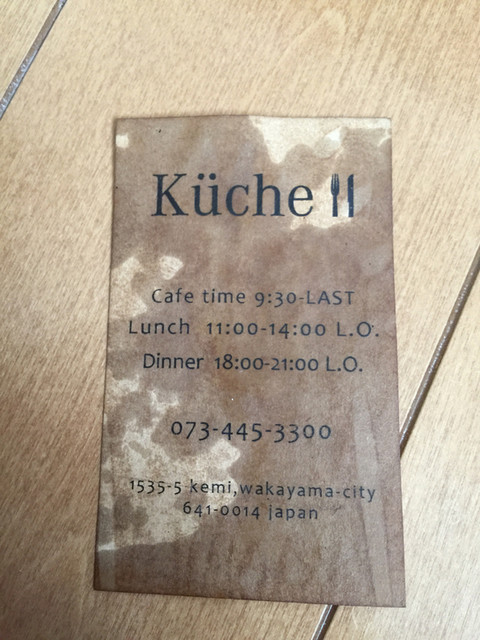 Küche
Cafe time 9:30-LAST
Lunch 11:00-14:00 L.O.
Dinner 18:00-21:00 L.O.
073-445-3300
1535-5 kemi,wakayama-city
641-0014 japan